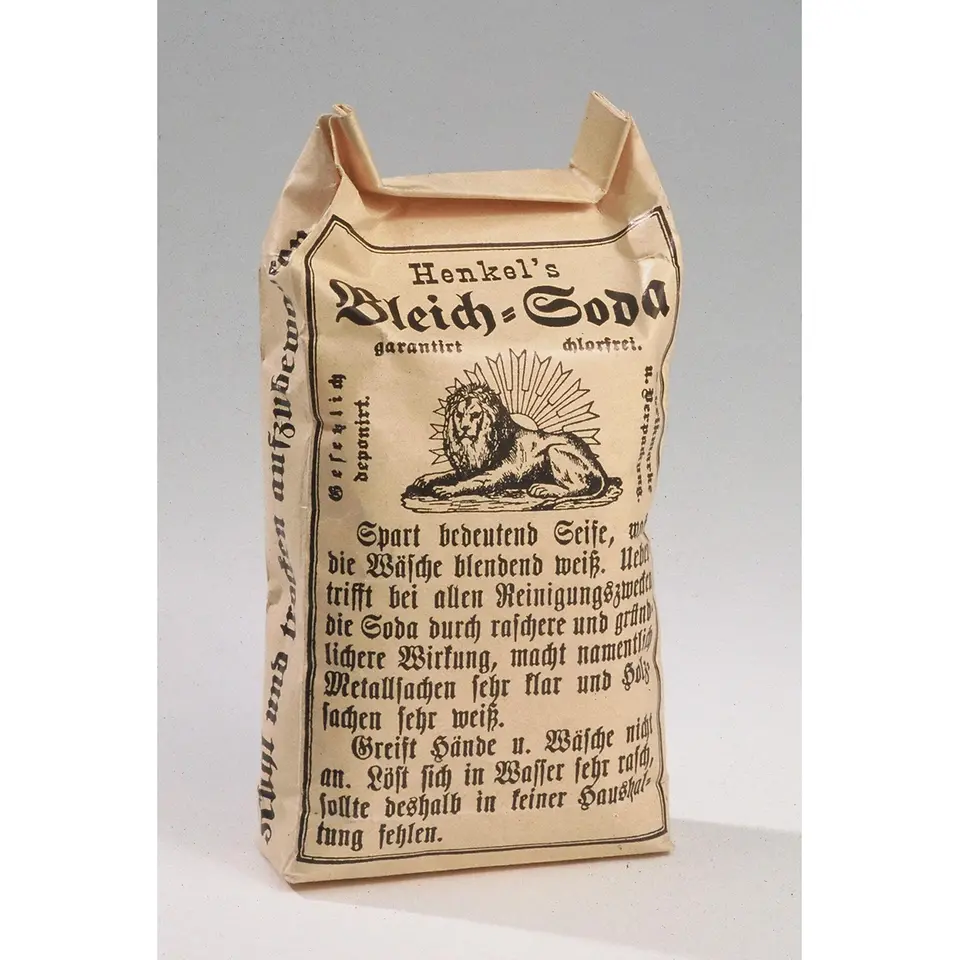 Henkel's
Bleich=Soda
garantirt chlorfrei.
Gesetzlich
deponirt.
u. Verpackung
Spart bedeutend Seife,
die Wäsche blendend weiß. Ueber
trifft bei allen Reinigungszwecken
die Soda durch raschere und gründ-
lichere Wirkung, macht namentlich
Metallsachen sehr klar und Holz
sachen sehr weiß.
Greift Hände u. Wäsche nicht
an. Löst sich in Wasser sehr rasch,
sollte deshalb in keiner Haushal-
tung fehlen.
Kühl und trocken aufzubewahren